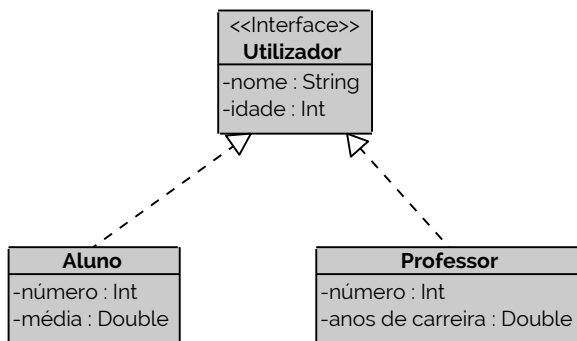 <<Interface>>
Utilizador
-nome : String
-idade : Int
Aluno
-número : Int
-média : Double
Professor
-número : Int
-anos de carreira : Double